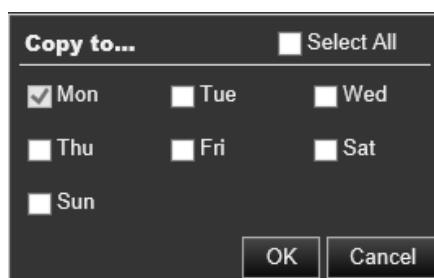 Copy to... Select All
Mon Tue Wed
Thu Fri Sat
Sun
OK Cancel